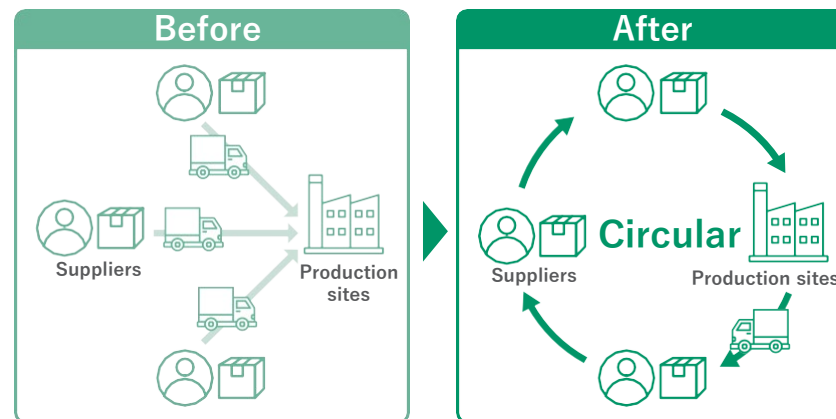 Before
Suppliers
Production
sites
After
Circular
Suppliers
Production sites